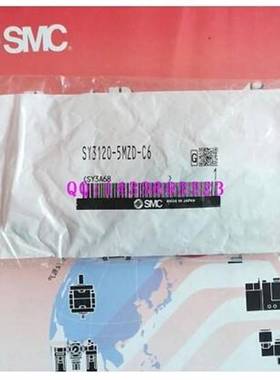 SMC
SY3120-5MZD-C6
G
(SY3A68 )
SMC MADE IN JAPAN